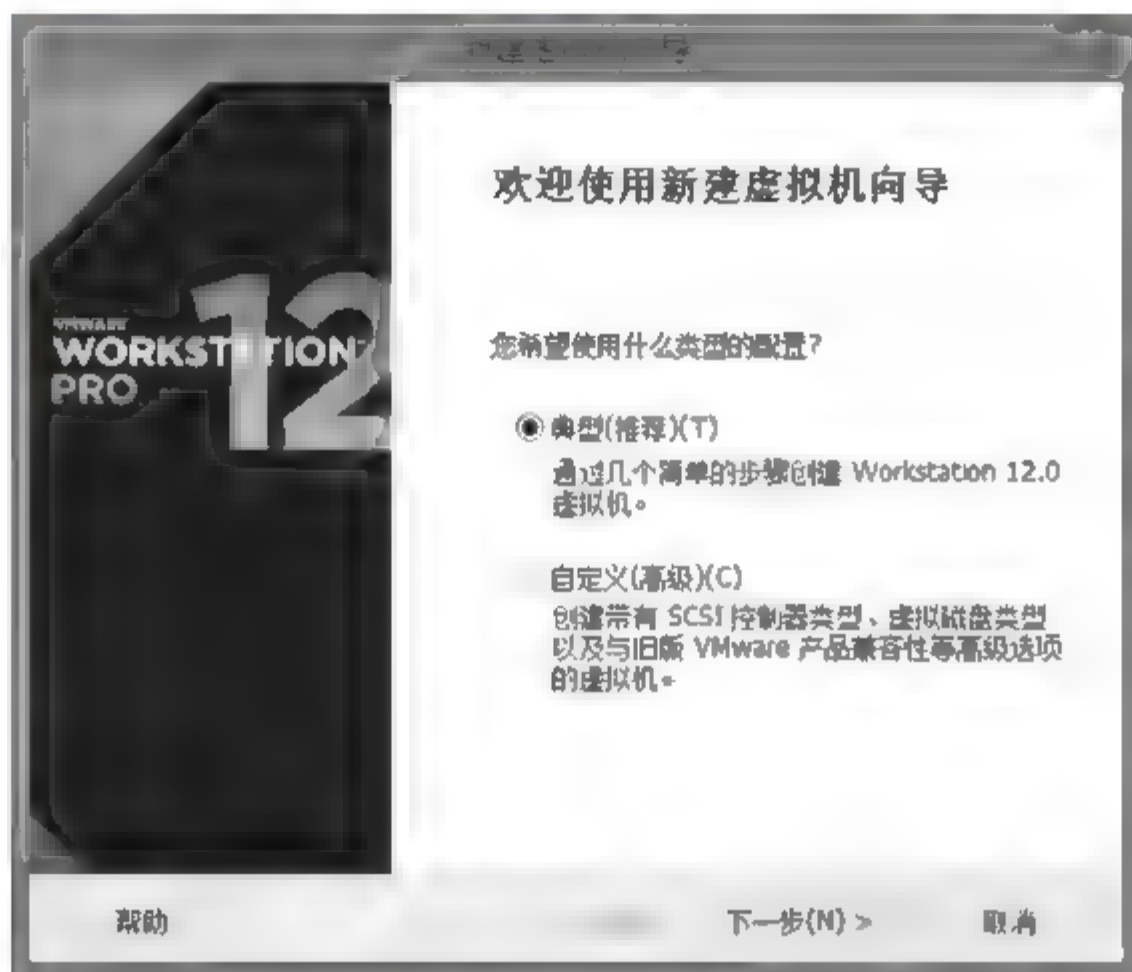 欢迎使用新建虚拟机向导
VMWARE
WORKSTATION
PRO
12
您希望使用什么类型的配置?
典型(推荐)(T)
通过几个简单的步骤创建 Workstation 12.0
虚拟机。
自定义(高级)(C)
创建带有 SCSI 控制器类型、虚拟磁盘类型
以及与旧版 VMware 产品兼容性等高级选项
的虚拟机。
帮助
下一步(N) >
取消